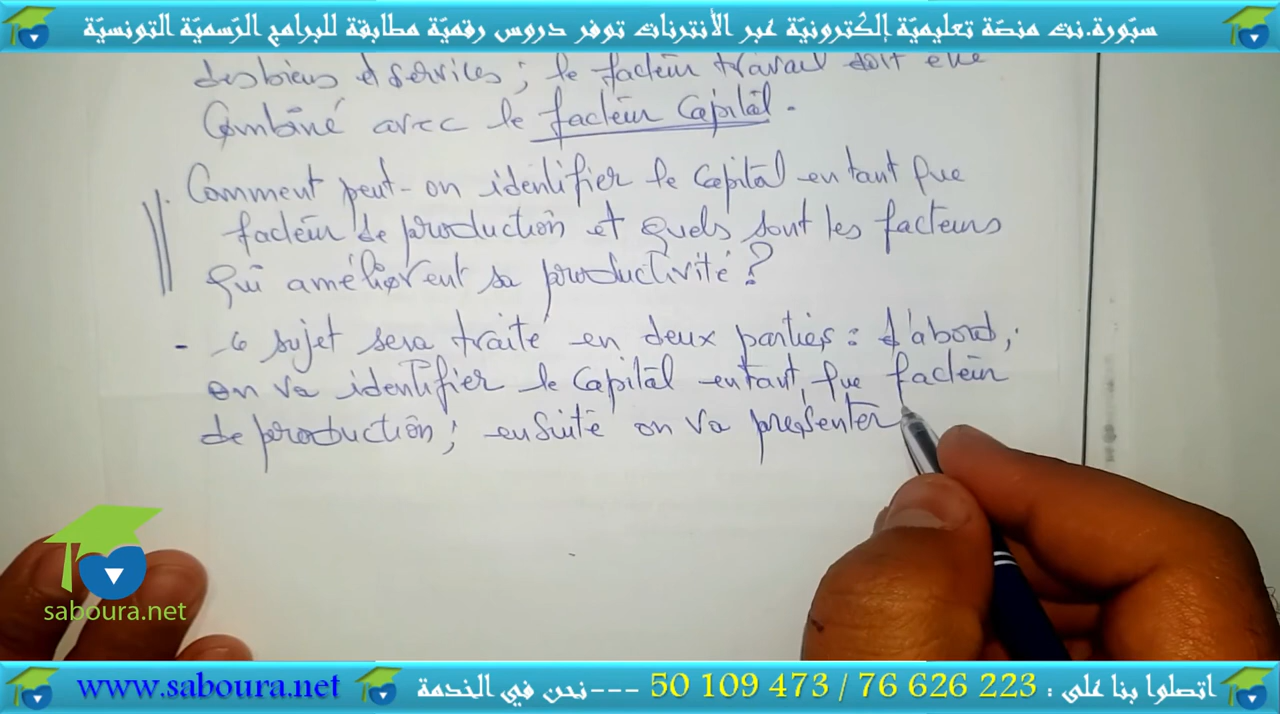 سبّورة.نت منصّة تعليميّة إلكترونيّة عبر الأنترنات توفر دروس رقميّة مطابقة للبرامج الرّسميّة التونسيّة
des biens et services ; le facteur travail doit être
Combiné avec le facteur Capital.
Comment peut-on identifier le Capital en tant que
facteur de production et quels sont les facteurs
qui améliorent sa productivité ?
- Le sujet sera traité en deux parties : d'abord,
on va identifier le Capital en tant que facteur
de production ; ensuite on va présenter
saboura.net
www.saboura.net
اتصلوا بنا على : 50 109 473 / 76 626 223 ---نحن في الخدمة